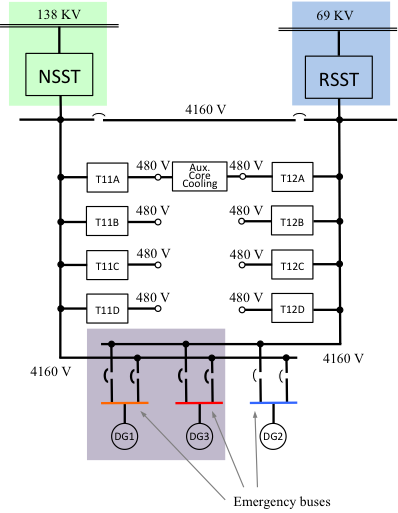 138 KV
69 KV
NSST
RSST
4160 V
T11A
480 V
Aux.
Core
Cooling
480 V
T12A
T11B
480 V
480 V
T12B
T11C
480 V
480 V
T12C
T11D
480 V
480 V
T12D
4160 V
4160 V
DG1
DG3
DG2
Emergency buses